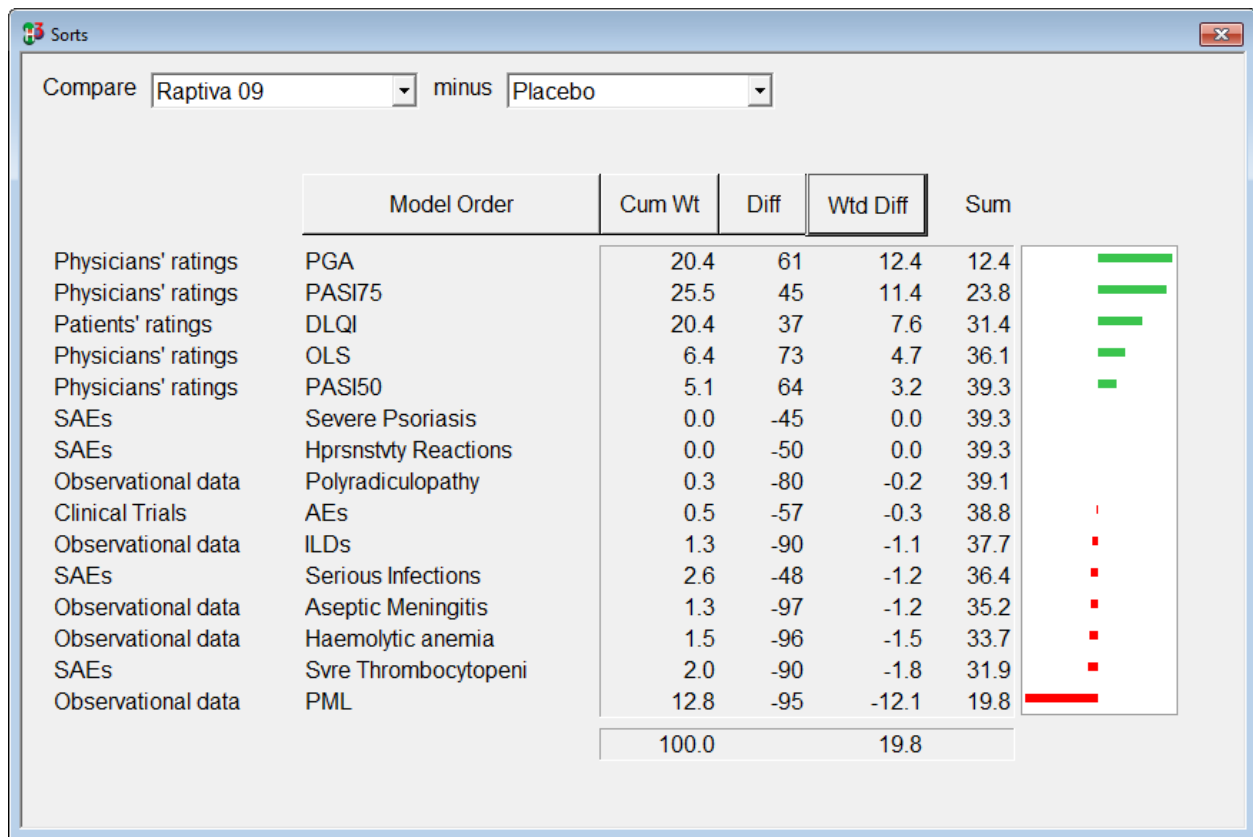 Sorts
Compare Raptiva 09 minus Placebo
Model Order Cum Wt Diff Wtd Diff Sum
Physicians' ratings PGA 20.4 61 12.4 12.4
Physicians' ratings PASI75 25.5 45 11.4 23.8
Patients' ratings DLQI 20.4 37 7.6 31.4
Physicians' ratings OLS 6.4 73 4.7 36.1
Physicians' ratings PASI50 5.1 64 3.2 39.3
SAEs Severe Psoriasis 0.0 -45 0.0 39.3
SAEs Hprsnstvty Reactions 0.0 -50 0.0 39.3
Observational data Polyradiculopathy 0.3 -80 -0.2 39.1
Clinical Trials AEs 0.5 -57 -0.3 38.8
Observational data ILDs 1.3 -90 -1.1 37.7
SAEs Serious Infections 2.6 -48 -1.2 36.4
Observational data Aseptic Meningitis 1.3 -97 -1.2 35.2
Observational data Haemolytic anemia 1.5 -96 -1.5 33.7
SAEs Svre Thrombocytopeni 2.0 -90 -1.8 31.9
Observational data PML 12.8 -95 -12.1 19.8
100.0 19.8